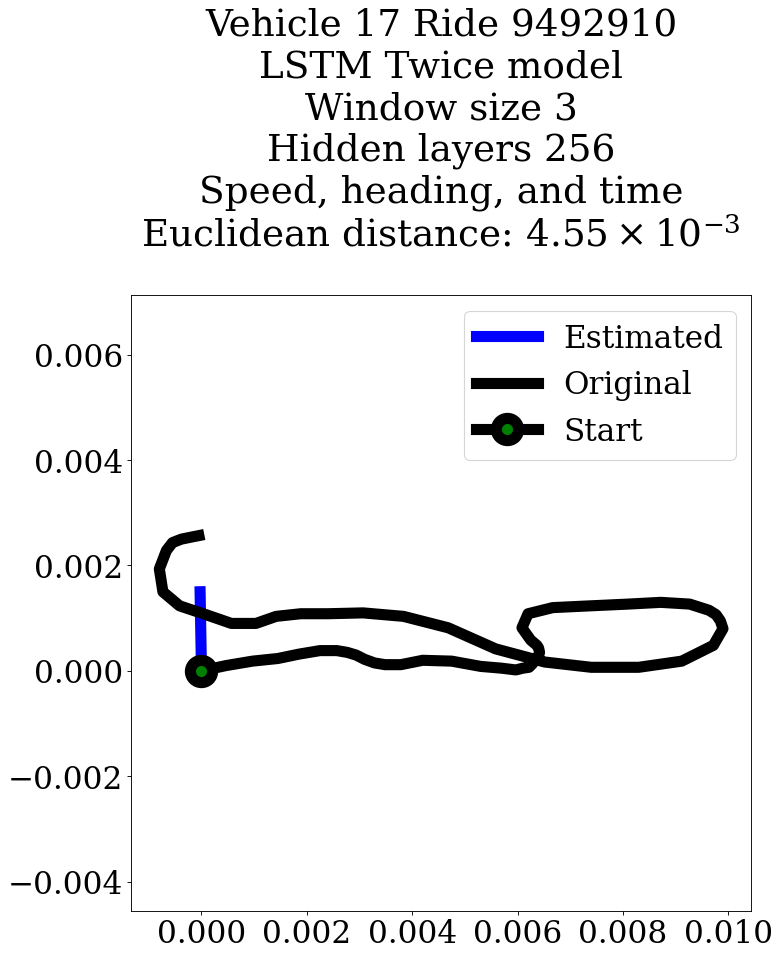 Vehicle 17 Ride 9492910
LSTM Twice model
Window size 3
Hidden layers 256
Speed, heading, and time
Euclidean distance: 4.55 × 10⁻³
Estimated
Original
Start
0.006
0.004
0.002
0.000
−0.002
−0.004
0.000 0.002 0.004 0.006 0.008 0.010